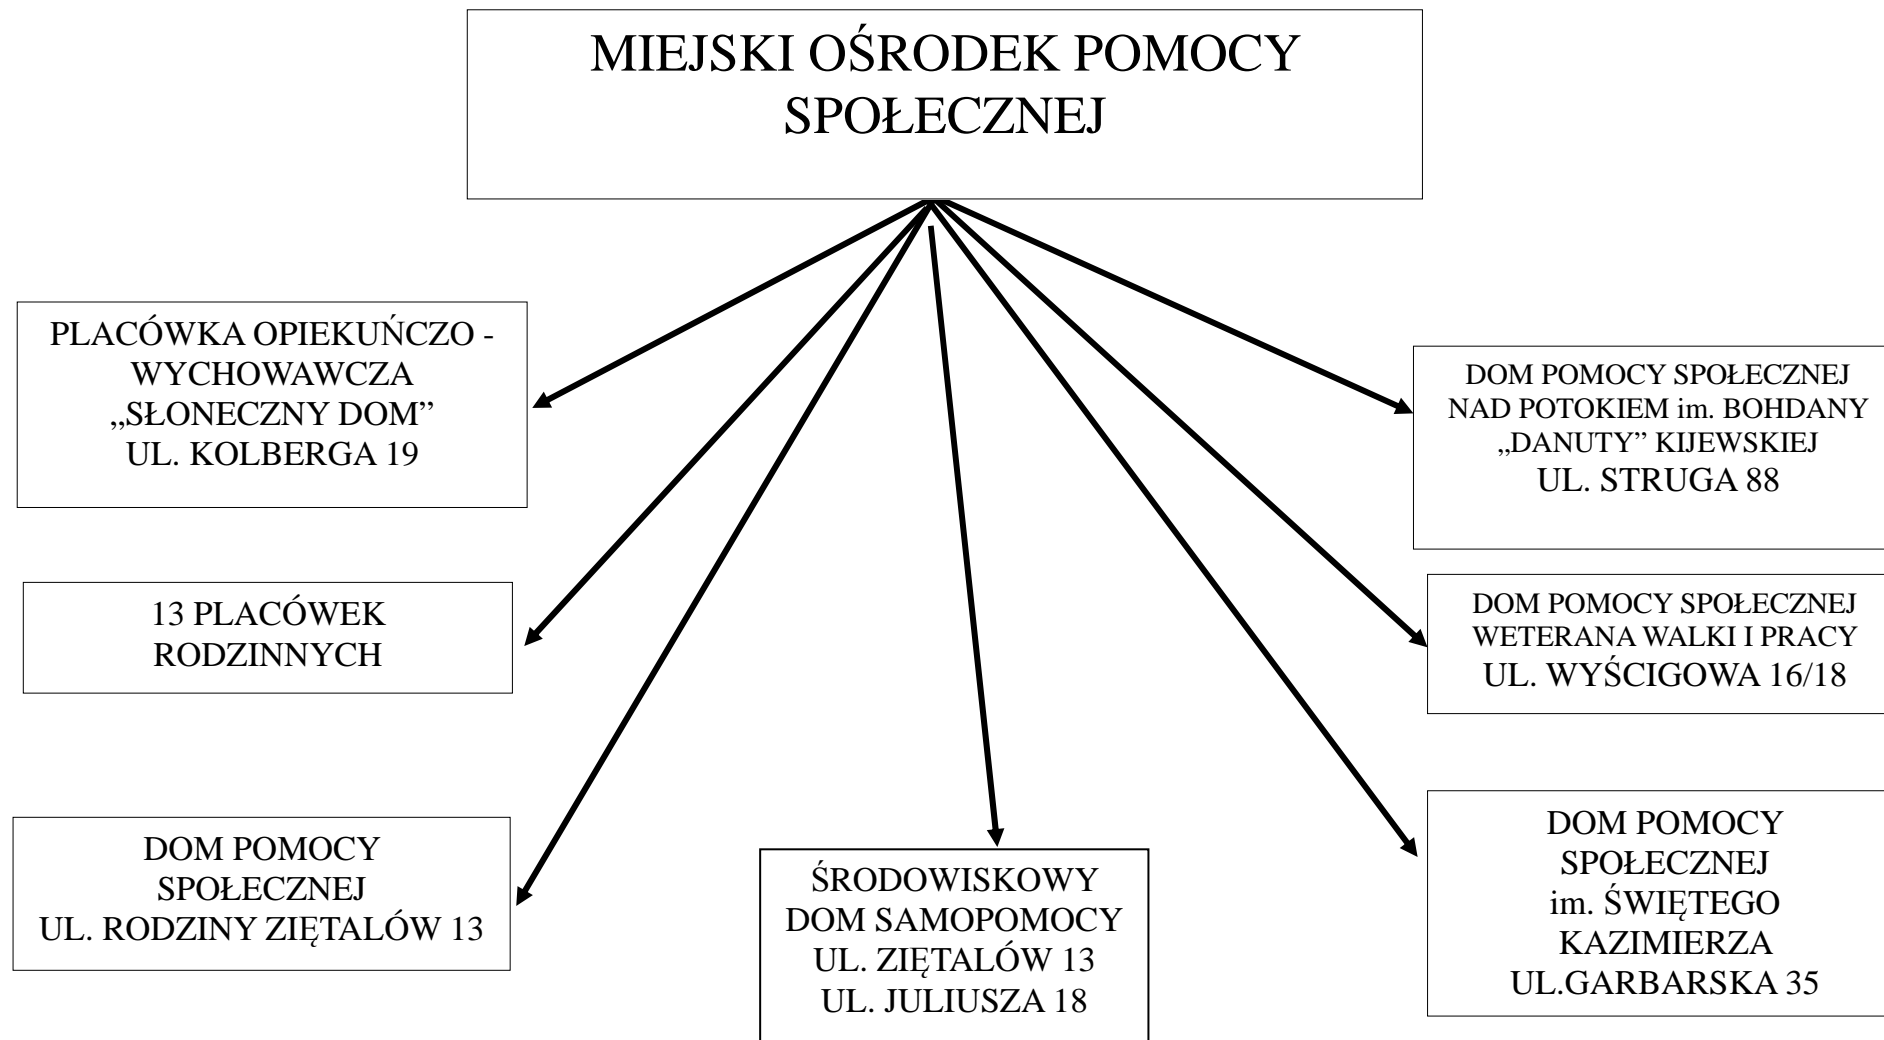 MIEJSKI OŚRODEK POMOCY
SPOŁECZNEJ
PLACÓWKA OPIEKUŃCZO -
WYCHOWAWCZA
„SŁONECZNY DOM”
UL. KOLBERGA 19
DOM POMOCY SPOŁECZNEJ
NAD POTOKIEM im. BOHDANY
„DANUTY” KIJEWSKIEJ
UL. STRUGA 88
13 PLACÓWEK
RODZINNYCH
DOM POMOCY SPOŁECZNEJ
WETERANA WALKI I PRACY
UL. WYŚCIGOWA 16/18
DOM POMOCY
SPOŁECZNEJ
UL. RODZINY ZIĘTALÓW 13
ŚRODOWISKOWY
DOM SAMOPOMOCY
UL. ZIĘTALÓW 13
UL. JULIUSZA 18
DOM POMOCY
SPOŁECZNEJ
im. ŚWIĘTEGO
KAZIMIERZA
UL.GARBARSKA 35